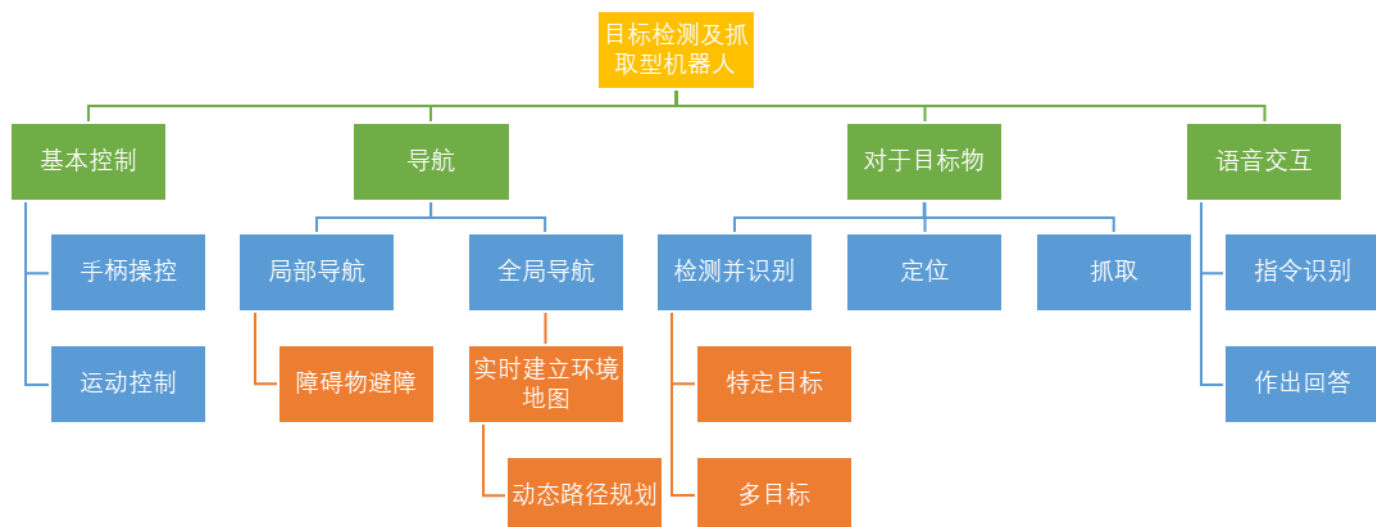 目标检测及抓
取型机器人
基本控制
导航
对于目标物
语音交互
手柄操控
局部导航
全局导航
检测并识别
定位
抓取
指令识别
运动控制
障碍物避障
实时建立环境
地图
特定目标
作出回答
动态路径规划
多目标